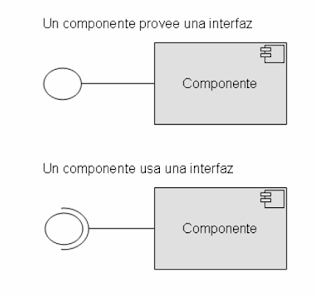 Un componente provee una interfaz
Componente
Un componente usa una interfaz
Componente